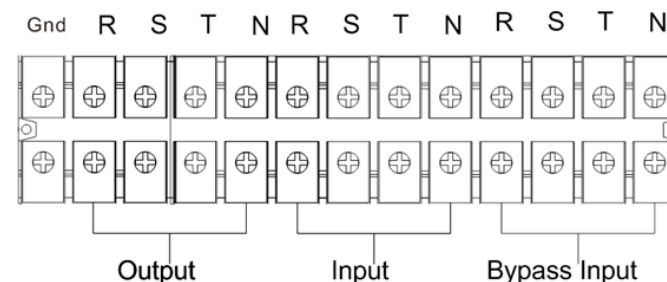 Gnd R S T N R S T N R S T N
Output Input Bypass Input